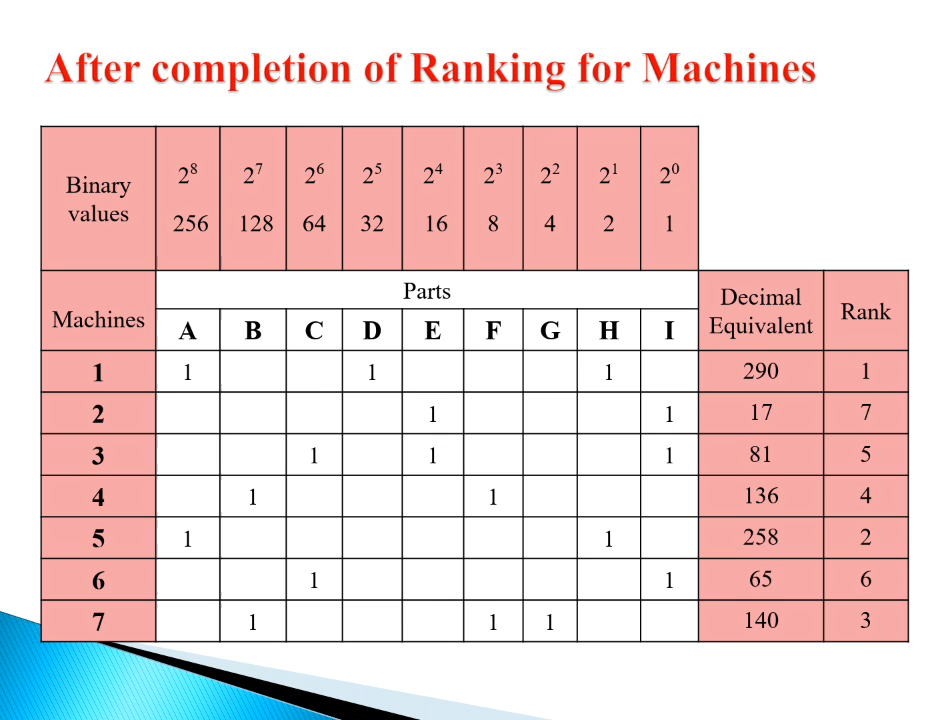 After completion of Ranking for Machines
Binary values 2⁸ 2⁷ 2⁶ 2⁵ 2⁴ 2³ 2² 2¹ 2⁰
256 128 64 32 16 8 4 2 1
Machines Parts Decimal Equivalent Rank
A B C D E F G H I
1 1 1 1 290 1
2 1 1 17 7
3 1 1 1 81 5
4 1 1 136 4
5 1 1 258 2
6 1 1 65 6
7 1 1 1 140 3